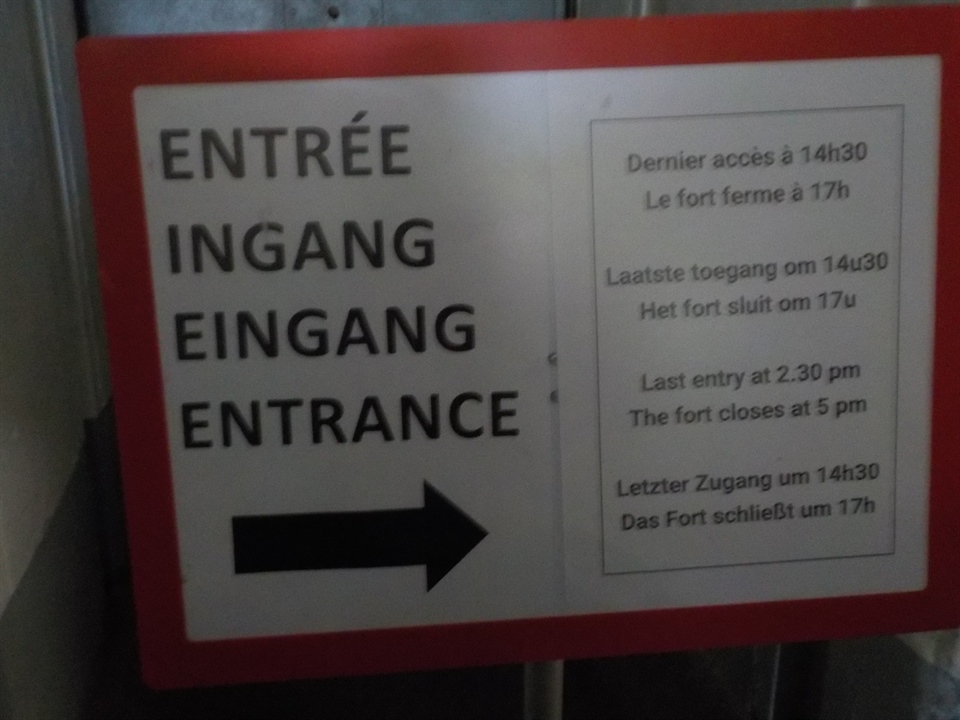 ENTRÉE
INGANG
EINGANG
ENTRANCE
Dernier accès à 14h30
Le fort ferme à 17h
Laatste toegang om 14u30
Het fort sluit om 17u
Last entry at 2.30 pm
The fort closes at 5 pm
Letzter Zugang um 14h30
Das Fort schließt um 17h